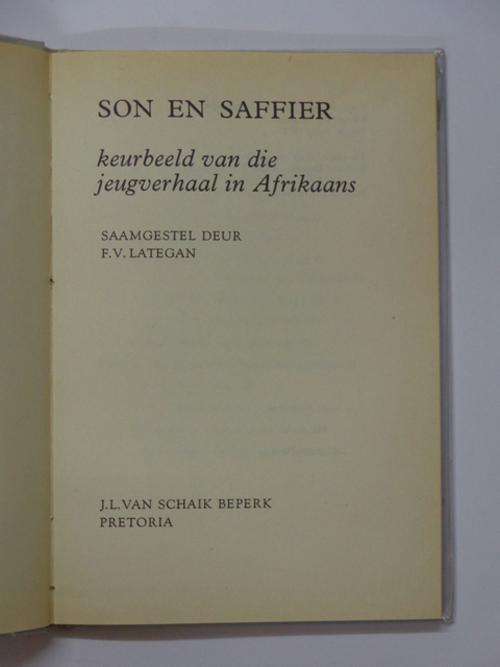 SON EN SAFFIER
keurbeeld van die
jeugverhaal in Afrikaans
SAAMGESTEL DEUR
F.V. LATEGAN
J.L. VAN SCHAIK BEPERK
PRETORIA